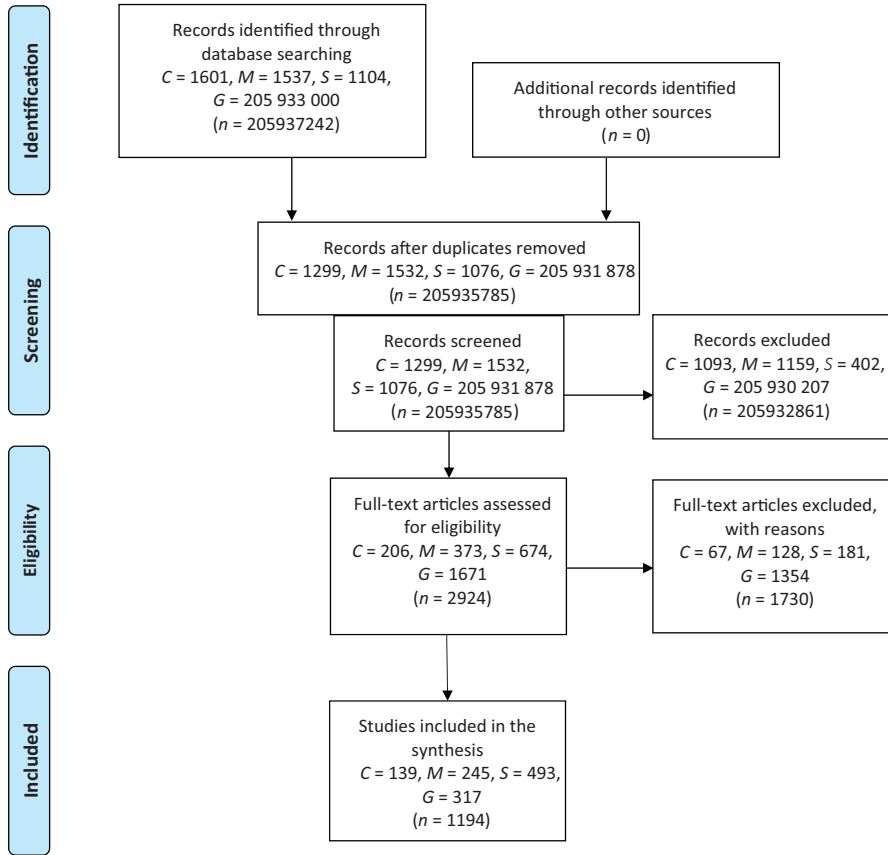 Identification
Records identified through
database searching
C = 1601, M = 1537, S = 1104,
G = 205 933 000
(n = 205937242)
Additional records identified
through other sources
(n = 0)
Screening
Records after duplicates removed
C = 1299, M = 1532, S = 1076, G = 205 931 878
(n = 205935785)
Records screened
C = 1299, M = 1532,
S = 1076, G = 205 931 878
(n = 205935785)
Records excluded
C = 1093, M = 1159, S = 402,
G = 205 930 207
(n = 205932861)
Eligibility
Full-text articles assessed
for eligibility
C = 206, M = 373, S = 674,
G = 1671
(n = 2924)
Full-text articles excluded,
with reasons
C = 67, M = 128, S = 181,
G = 1354
(n = 1730)
Included
Studies included in the
synthesis
C = 139, M = 245, S = 493,
G = 317
(n = 1194)